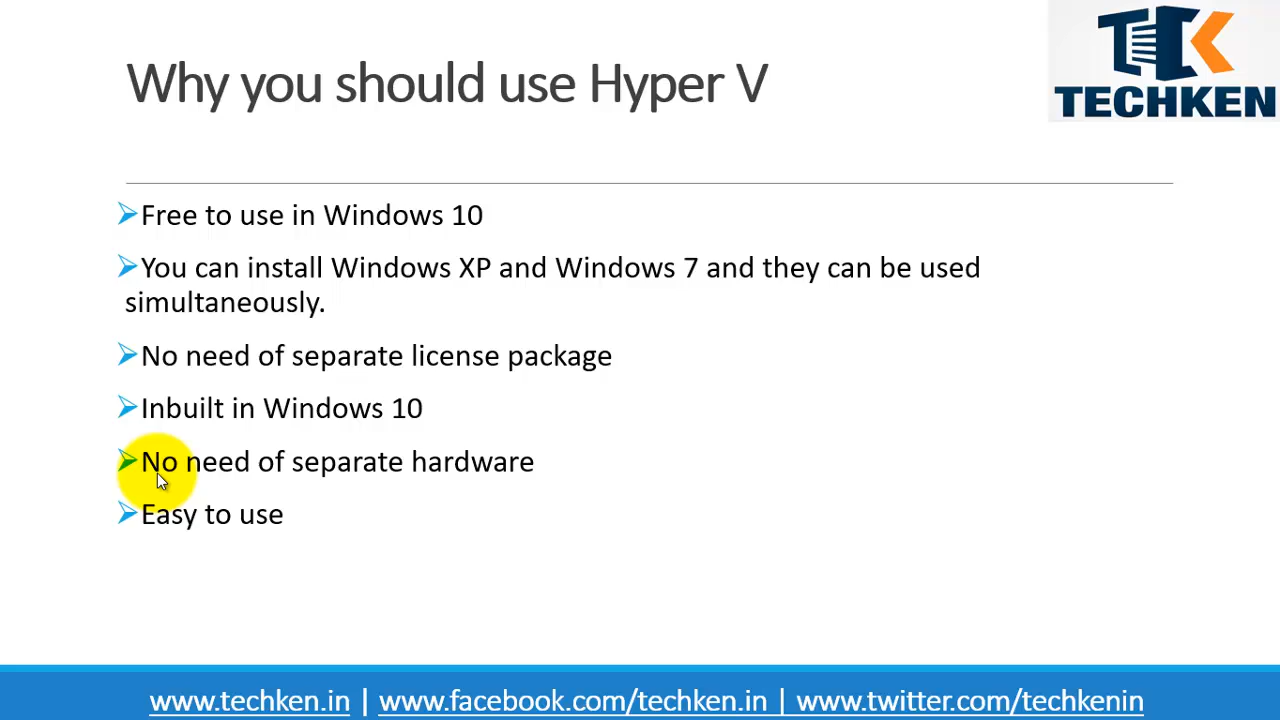 Why you should use Hyper V
TECHKEN
Free to use in Windows 10
You can install Windows XP and Windows 7 and they can be used
simultaneously.
No need of separate license package
Inbuilt in Windows 10
No need of separate hardware
Easy to use
www.techken.in | www.facebook.com/techken.in | www.twitter.com/techkenin